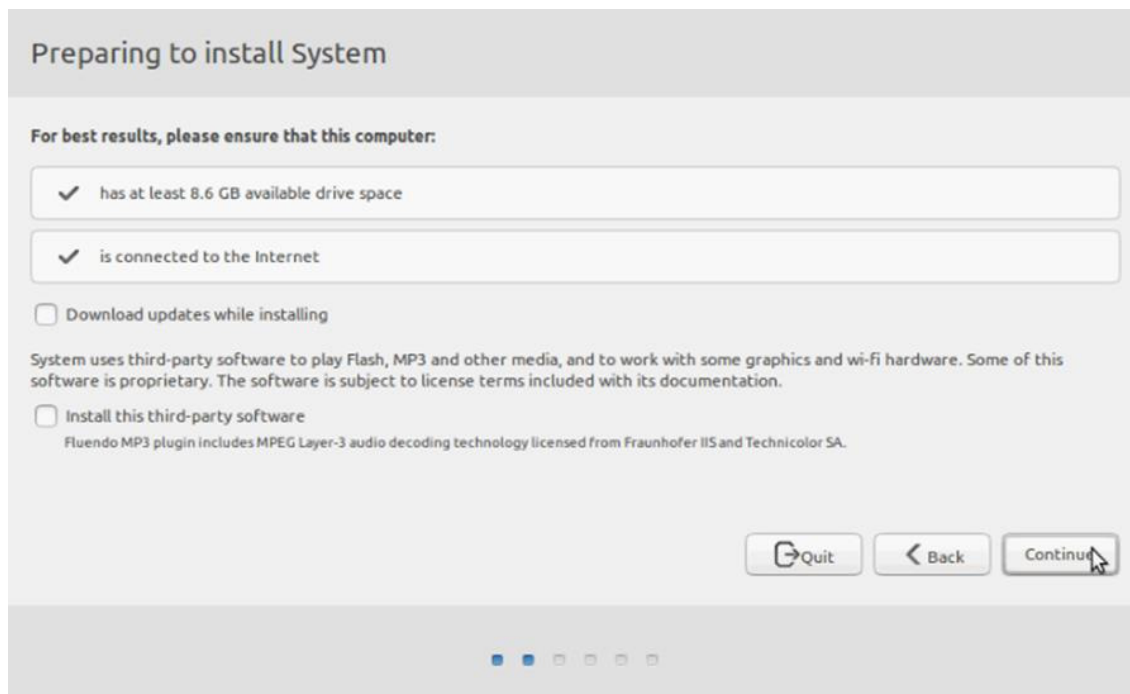 Preparing to install System
For best results, please ensure that this computer:
has at least 8.6 GB available drive space
is connected to the Internet
Download updates while installing
System uses third-party software to play Flash, MP3 and other media, and to work with some graphics and wi-fi hardware. Some of this
software is proprietary. The software is subject to license terms included with its documentation.
Install this third-party software
Fluendo MP3 plugin includes MPEG Layer-3 audio decoding technology licensed from Fraunhofer IIS and Technicolor SA.
Quit Back Continue